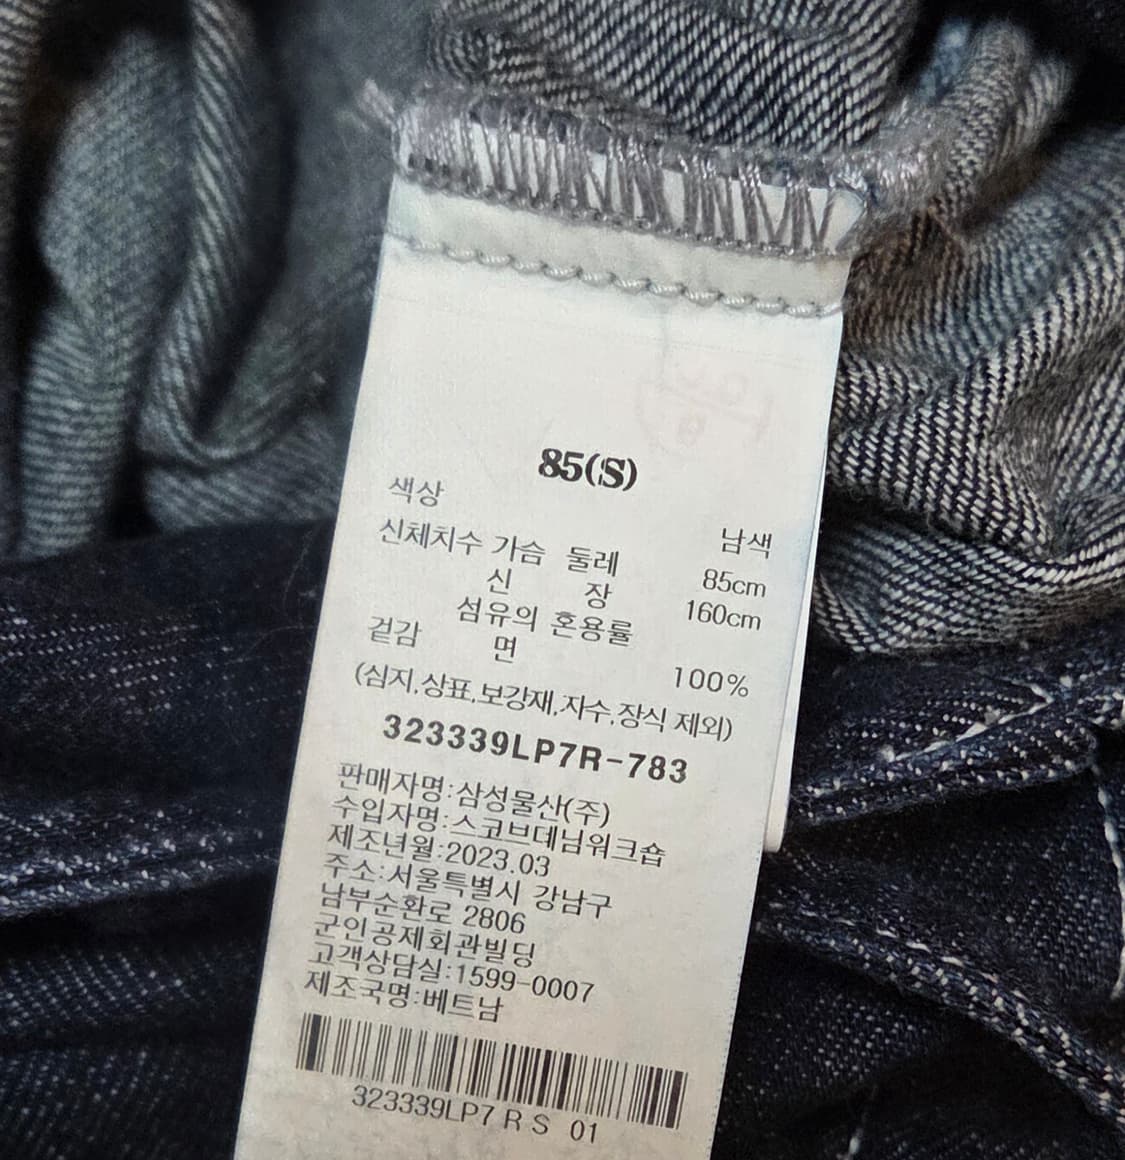 85(S)
색상 남색
신체치수 가슴 둘레 85cm
신 장 160cm
섬유의 혼용률
겉감 면 100%
(심지,상표,보강재,자수,장식 제외)
323339LP7R-783
판매자명:삼성물산(주)
수입자명:스코브데님워크숍
제조년월:2023.03
주소:서울특별시 강남구
남부순환로 2806
군인공제회관빌딩
고객상담실:1599-0007
제조국명:베트남
323339LP7 R S 01